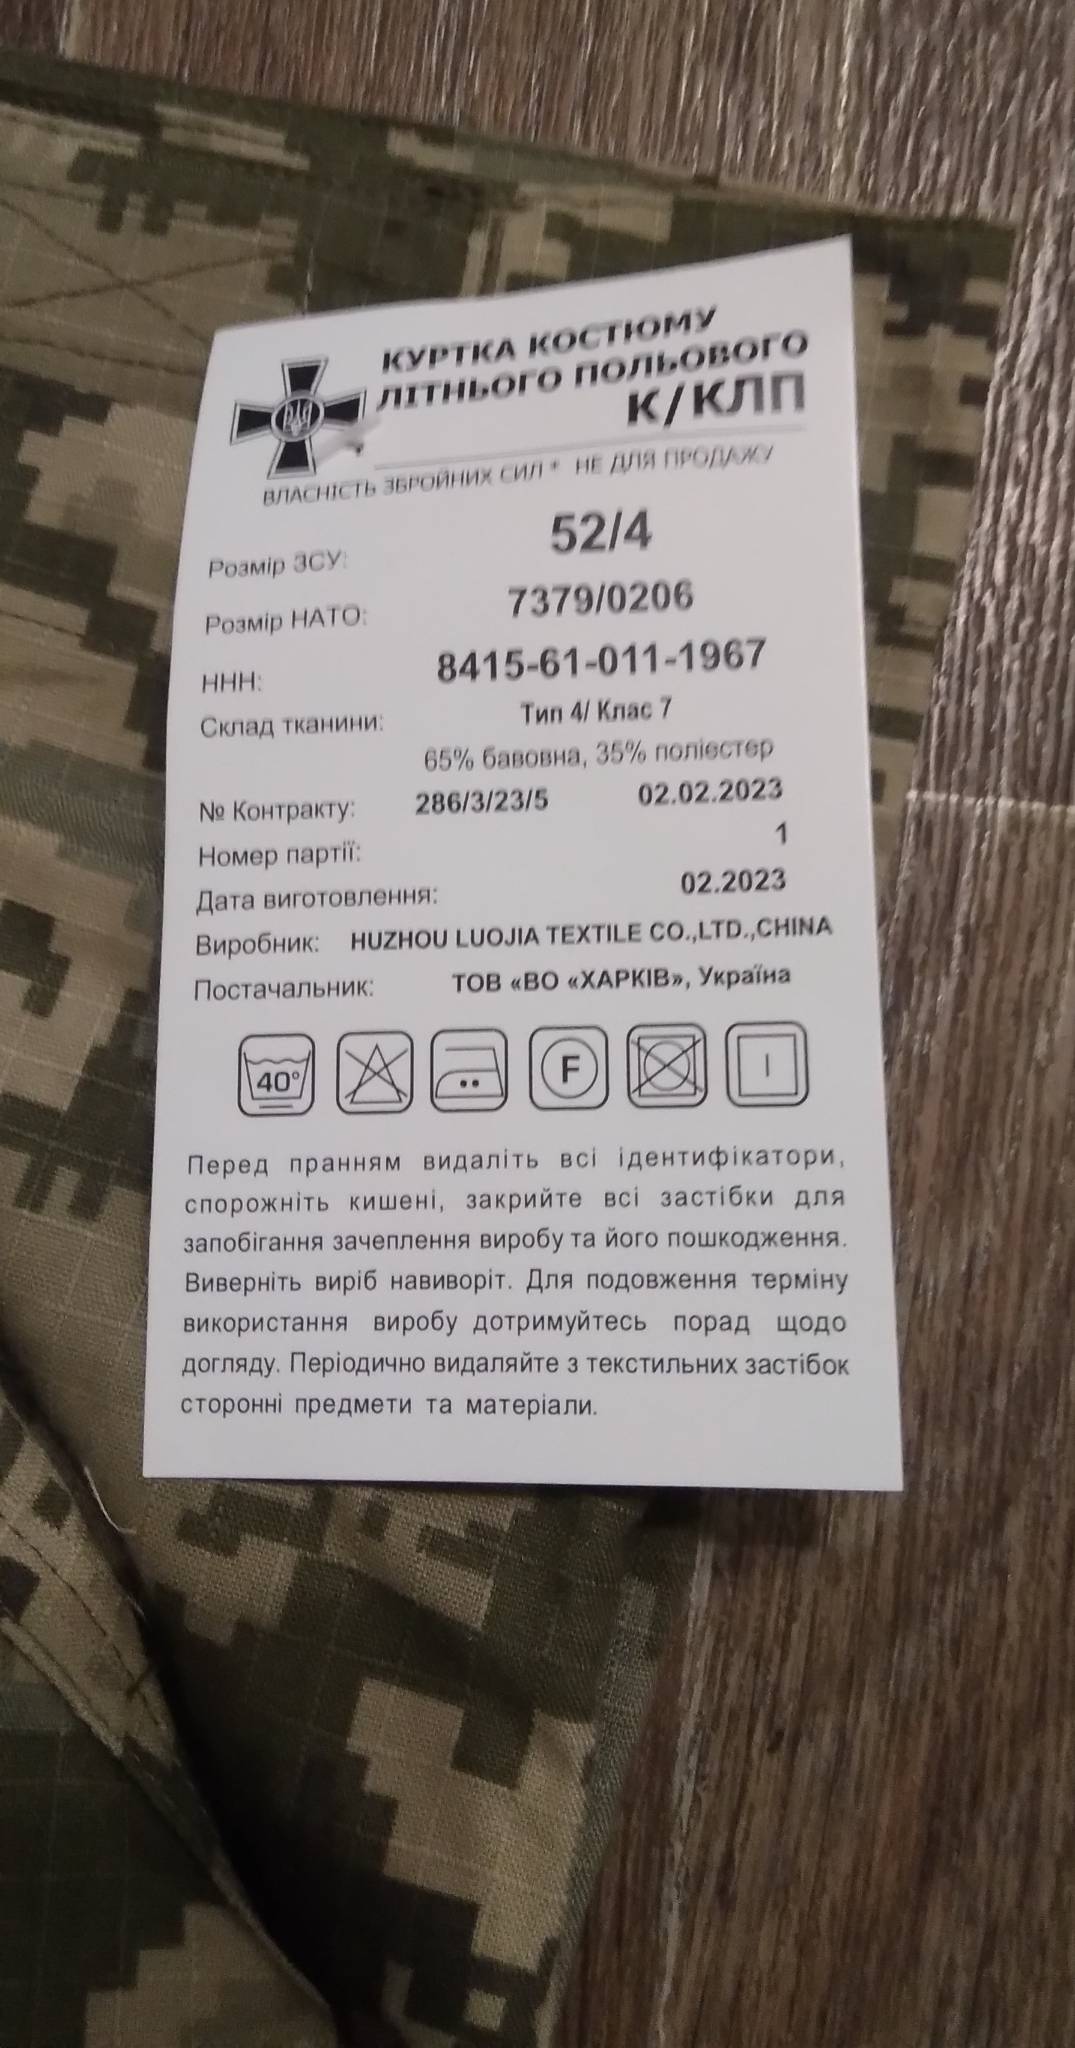 КУРТКА КОСТЮМУ
ЛІТНЬОГО ПОЛЬОВОГО
К/КЛП
ВЛАСНІСТЬ ЗБРОЙНИХ СИЛ * НЕ ДЛЯ ПРОДАЖУ
Розмір ЗСУ: 52/4
Розмір НАТО: 7379/0206
ННН: 8415-61-011-1967
Склад тканини: Тип 4/ Клас 7
65% бавовна, 35% поліестер
№ Контракту: 286/3/23/5 02.02.2023
Номер партії: 1
Дата виготовлення: 02.2023
Виробник: HUZHOU LUOJIA TEXTILE CO.,LTD.,CHINA
Постачальник: ТОВ «ВО «ХАРКІВ», Україна
40° F
Перед пранням видаліть всі ідентифікатори,
спорожніть кишені, закрийте всі застібки для
запобігання зачеплення виробу та його пошкодження.
Виверніть виріб навиворіт. Для подовження терміну
використання виробу дотримуйтесь порад щодо
догляду. Періодично видаляйте з текстильних застібок
сторонні предмети та матеріали.